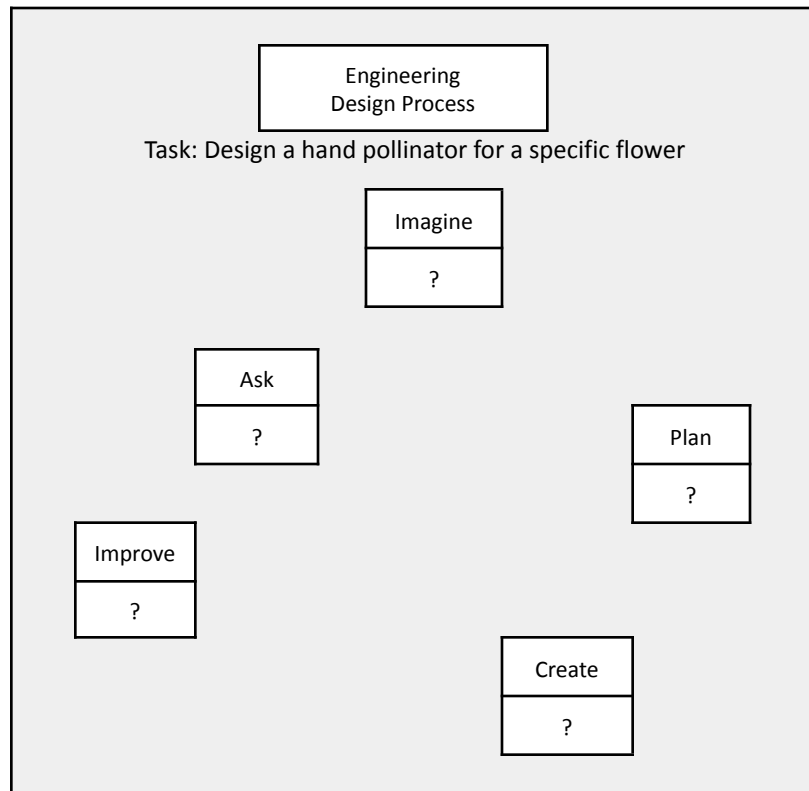 Engineering
Design Process
Task: Design a hand pollinator for a specific flower
Imagine
?
Ask
?
Plan
?
Improve
?
Create
?